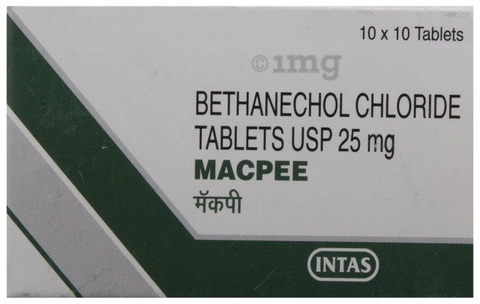 10 x 10 Tablets
© 1mg
BETHANECHOL CHLORIDE
TABLETS USP 25 mg
MACPEE
मॅकपी
INTAS